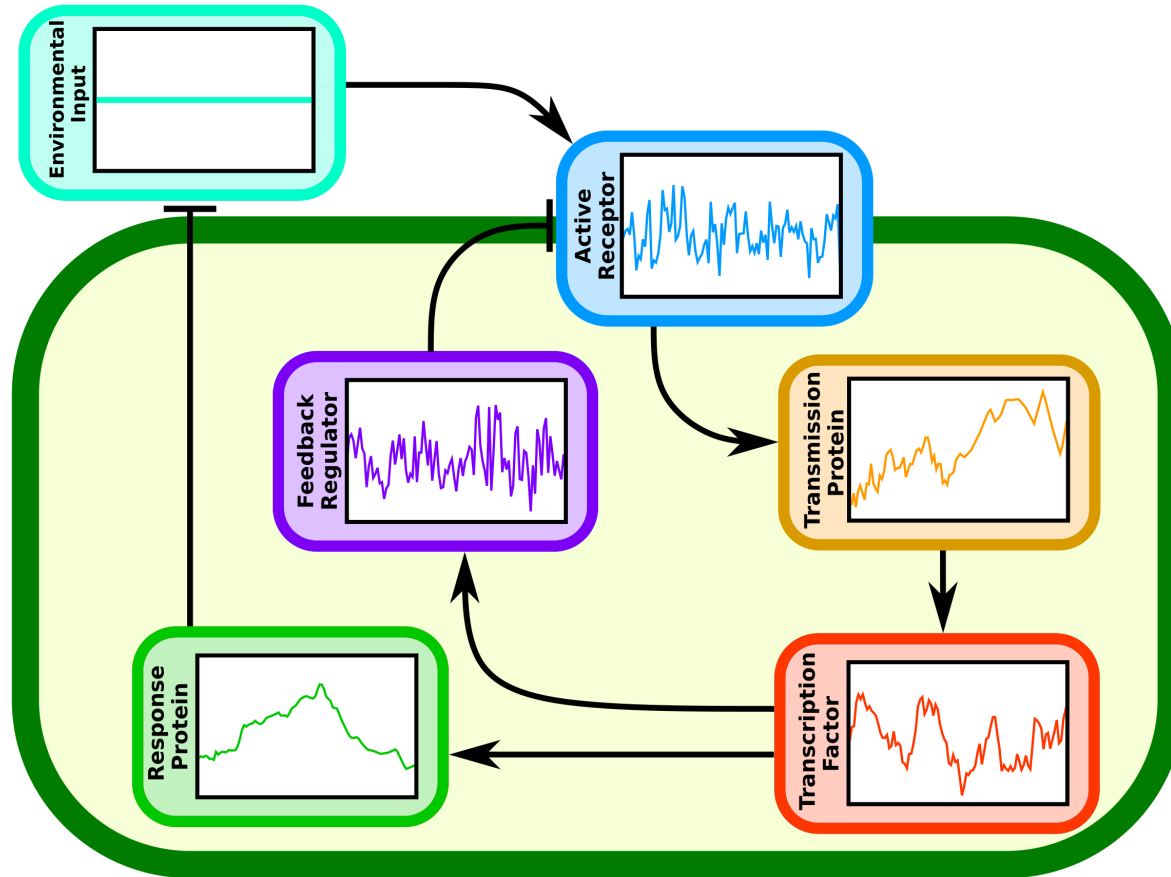 Environmental
Input
Active
Receptor
Feedback
Regulator
Transmission
Protein
Response
Protein
Transcription
Factor